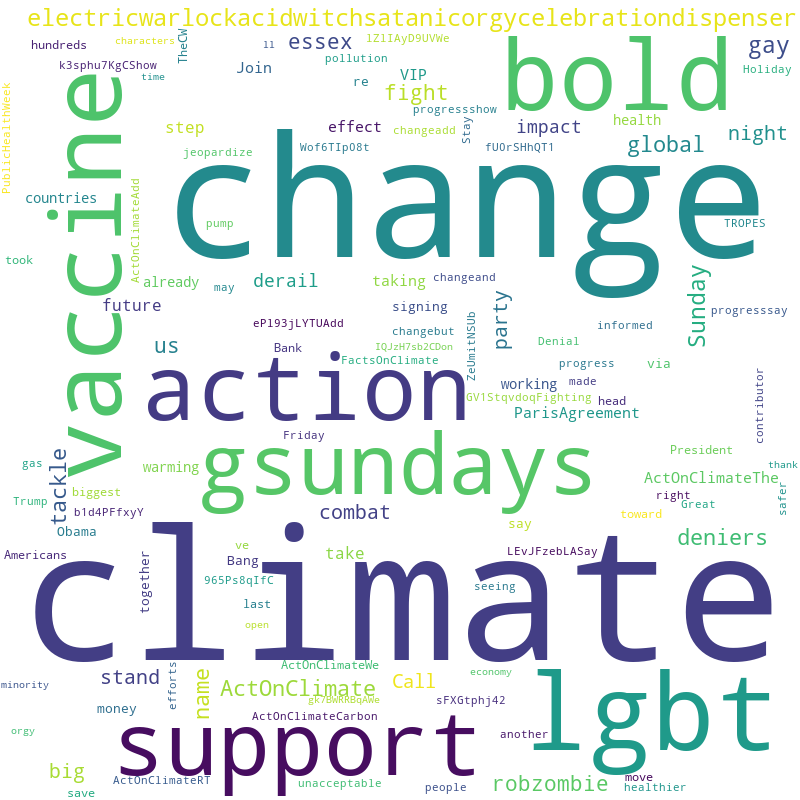 electricwarlockacidwitchsatanicorgycelebrationdispenser
hundreds
characters
TheCW
11
essex
lZ1IAyD9UVWe
gay
k3sphu7KgCShow
time
Join
pollution
re
VIP
bold
Holiday
PublicHealthWeek
Vaccine
fight
progressshow
step
effect
changeadd
Stay
impact
health
night
jeopardize
Wof6TIpO8t
fUOrSHhQT1
global
countries
ActOnClimateAdd
change
pump
TROPES
took
already
may
derail
taking
changeand
Sunday
future
signing
party
progresssay
ePl93jLYTUAdd
changebut
ZeUmitNSUb
informed
us
Bank
IQJzH7sb2CDon
Denial
FactsOnClimate
progress
via
action
working
made
contributor
GV1StqvdoqFighting
head
ParisAgreement
Friday
gsundays
President
gas
tackle
warming
ActOnClimateThe
thank
Trump
biggest
right
Great
safer
b1d4PFfxyY
combat
say
toward
Obama
deniers
Americans
together
ve
Bang
take
LEvJFzebLASay
climate
965Ps8qIfC
seeing
last
open
minority
stand
efforts
ActOnClimateWe
economy
name
ActOnClimate
Call
lgbt
money
gk7BWRRBqAWe
sFXGtphj42
orgy
ActOnClimateCarbon
support
another
big
ActOnClimateRT
unacceptable
people
robzombie
move
save
healthier